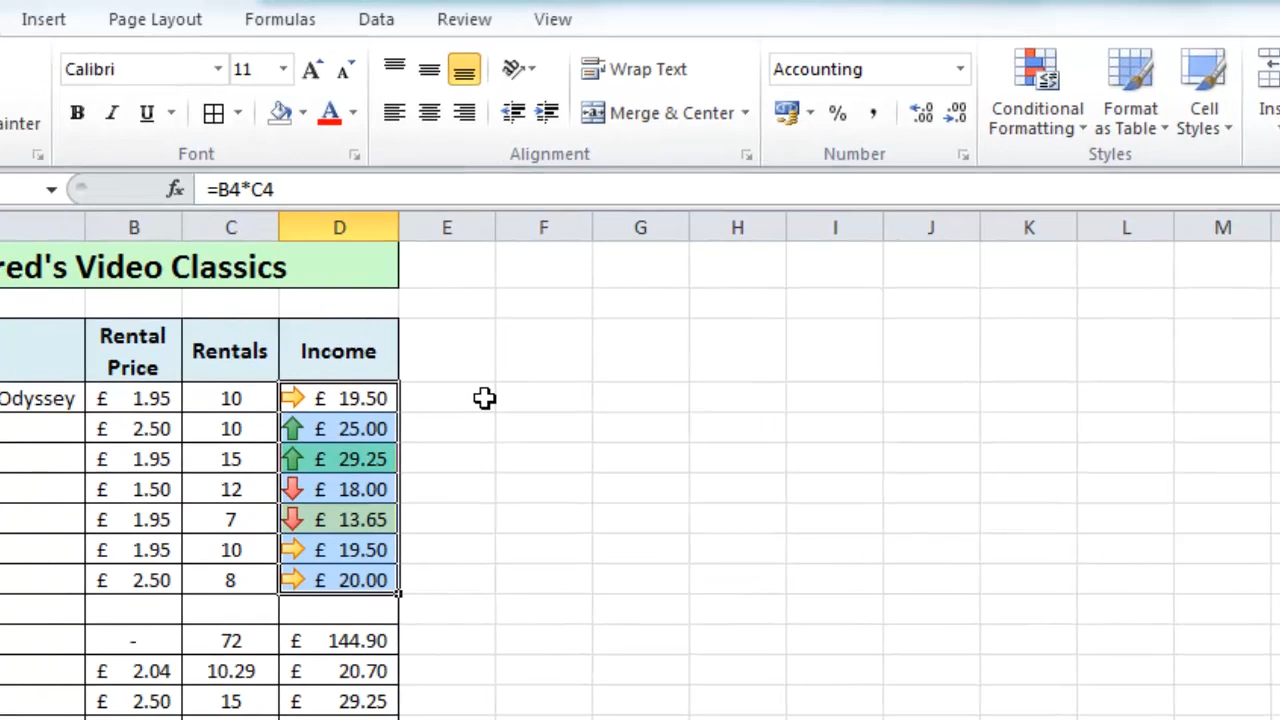 Insert Page Layout Formulas Data Review View
Calibri 11 Wrap Text Accounting
ainter B I U A Merge & Center % , Conditional Formatting Format as Table Cell Styles Ins
Font Alignment Number Styles
fx =B4*C4
B C D E F G H I J K L M
red's Video Classics
Rental Price Rentals Income
Odyssey £ 1.95 10 £ 19.50
£ 2.50 10 £ 25.00
£ 1.95 15 £ 29.25
£ 1.50 12 £ 18.00
£ 1.95 7 £ 13.65
£ 1.95 10 £ 19.50
£ 2.50 8 £ 20.00
- 72 £ 144.90
£ 2.04 10.29 £ 20.70
£ 2.50 15 £ 29.25